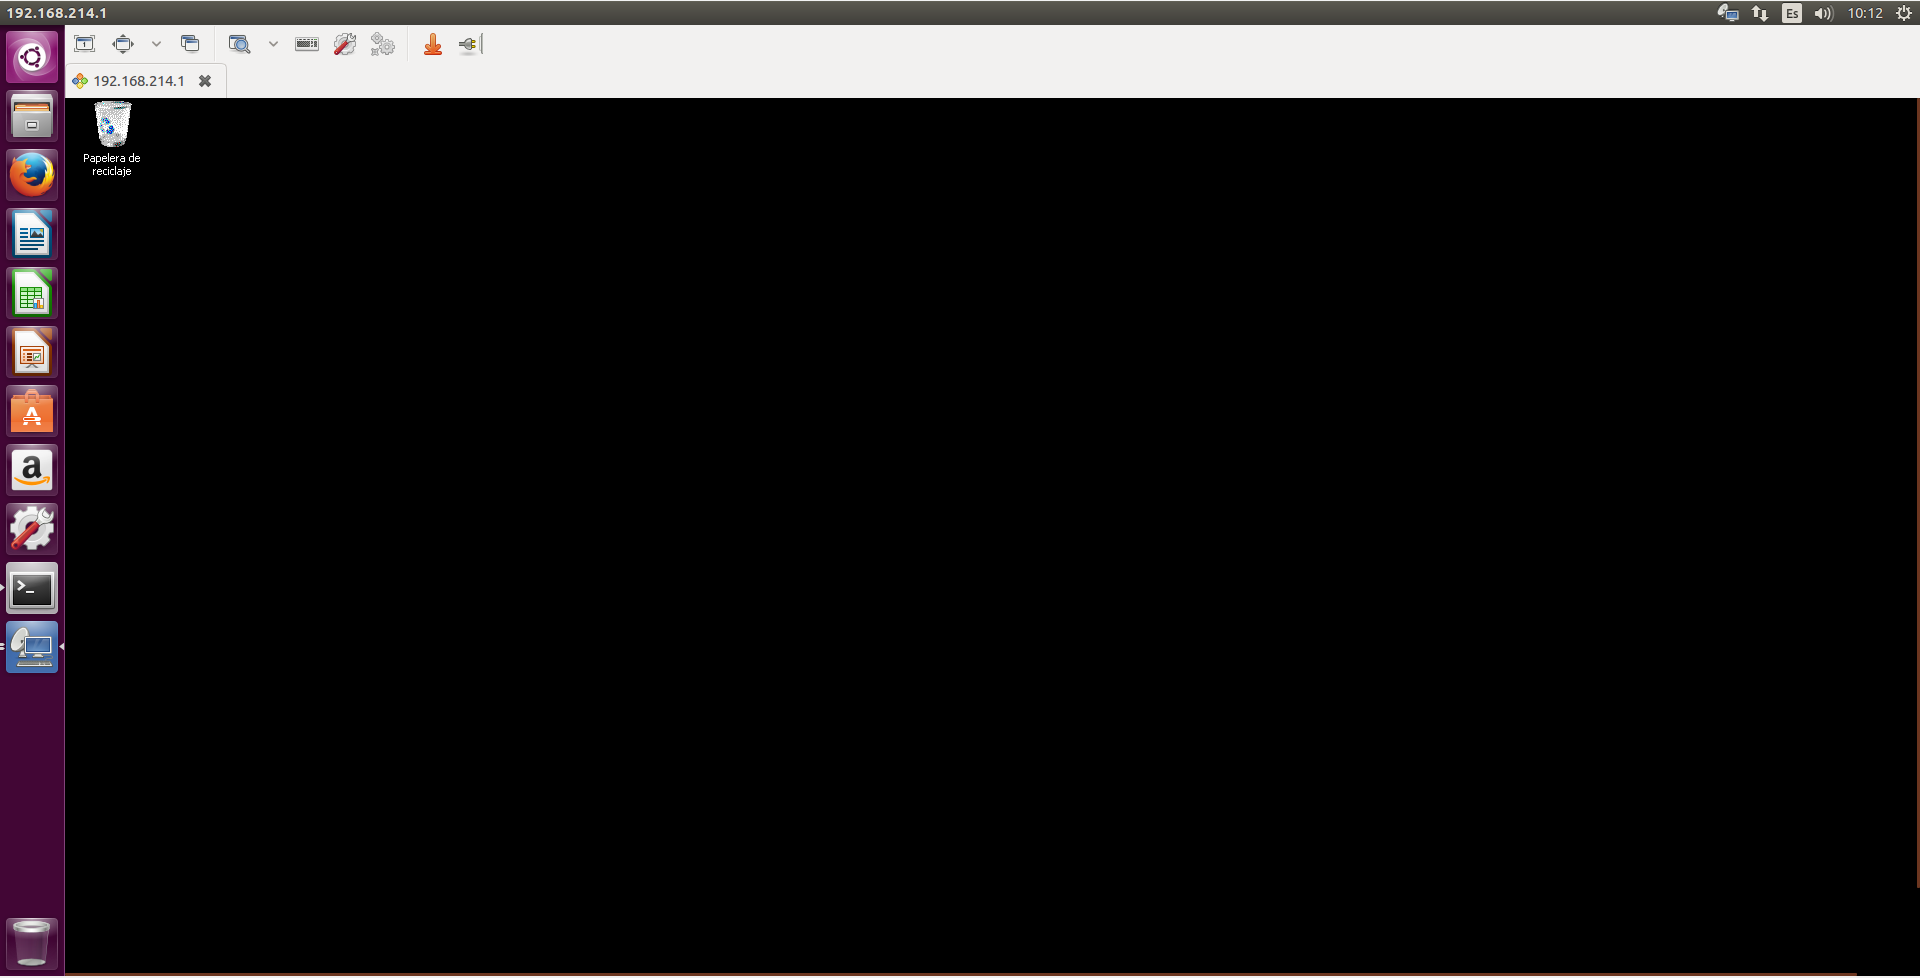 192.168.214.1
Es
10:12
192.168.214.1
Papelera de
reciclaje